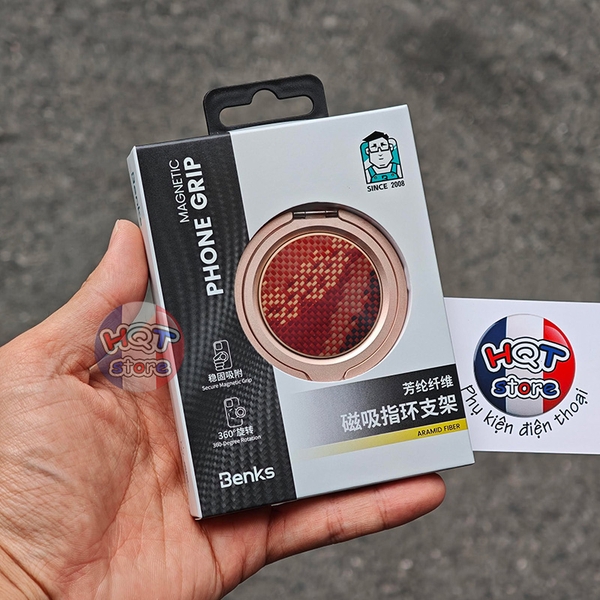 MAGNETIC
PHONE GRIP
SINCE 2008
稳固吸附
Secure Magnetic Grip
360°旋转
360-Degree Rotation
芳纶纤维
磁吸指环支架
ARAMID FIBER
Benks
HQT
store
HQT
store
Phụ kiện điện thoại